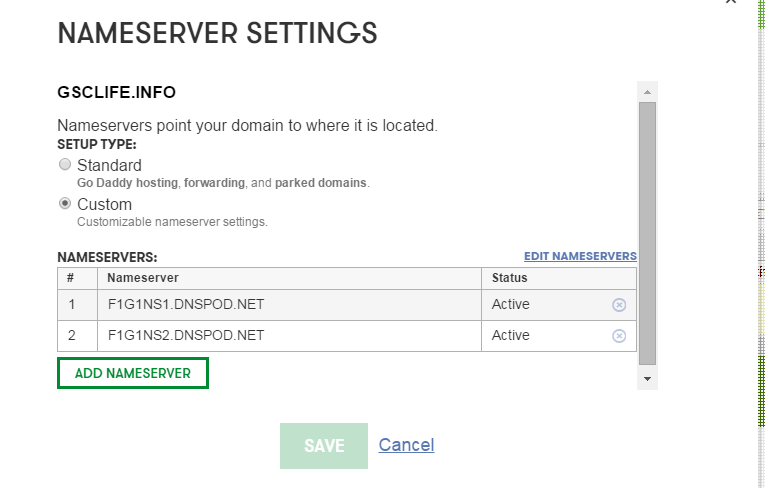 NAMESERVER SETTINGS
GSCLIFE.INFO
Nameservers point your domain to where it is located.
SETUP TYPE:
Standard
Go Daddy hosting, forwarding, and parked domains.
Custom
Customizable nameserver settings.
NAMESERVERS: EDIT NAMESERVERS
# Nameserver Status
1 F1G1NS1.DNSPOD.NET Active
2 F1G1NS2.DNSPOD.NET Active
ADD NAMESERVER
SAVE Cancel